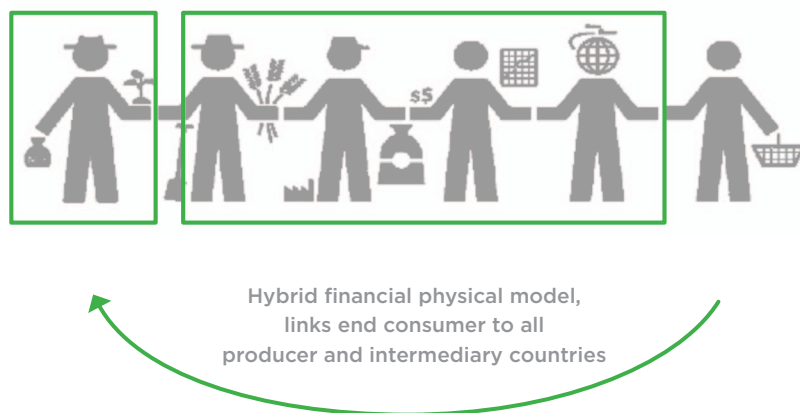 $$
Hybrid financial physical model,
links end consumer to all
producer and intermediary countries